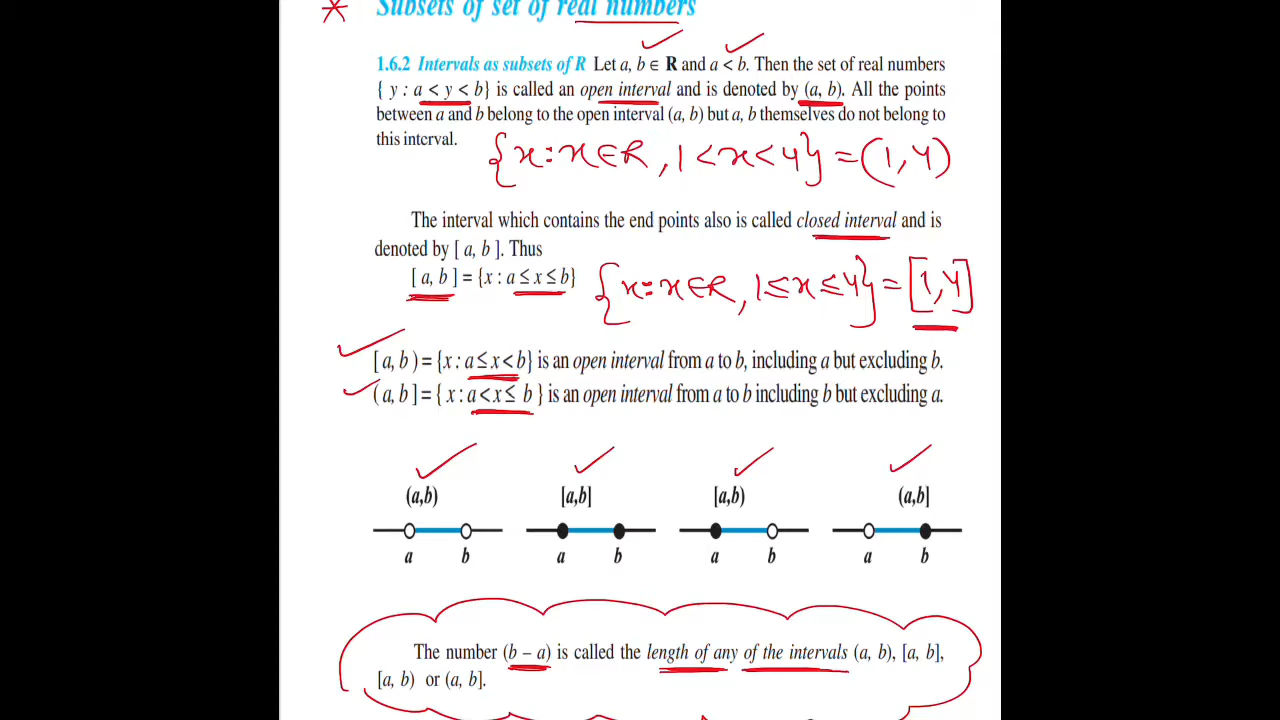 Subsets of set of real numbers
1.6.2 Intervals as subsets of R Let a, b ∈ R and a < b. Then the set of real numbers
{ y : a < y < b} is called an open interval and is denoted by (a, b). All the points
between a and b belong to the open interval (a, b) but a, b themselves do not belong to
this interval.
{x:x∈R, 1<x<4} = (1,4)
The interval which contains the end points also is called closed interval and is
denoted by [ a, b ]. Thus
[ a, b ] = {x : a ≤ x ≤ b}
{x:x∈R, 1≤x≤4} = [1,4]
[ a, b ) = {x : a ≤ x < b} is an open interval from a to b, including a but excluding b.
( a, b ] = { x : a < x ≤ b } is an open interval from a to b including b but excluding a.
(a,b) [a,b] [a,b) (a,b]
a b a b a b a b
The number (b – a) is called the length of any of the intervals (a, b), [a, b],
[a, b) or (a, b].